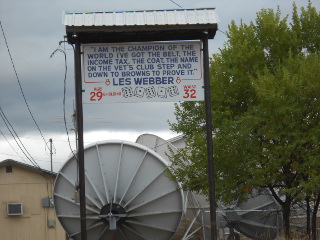 "I AM THE CHAMPION OF THE
WORLD I'VE GOT THE BELT, THE
INCOME TAX, THE COAT, THE NAME
ON THE VET'S CLUB STEP AND
DOWN TO BROWNS TO PROVE IT."
LES WEBBER
29
32